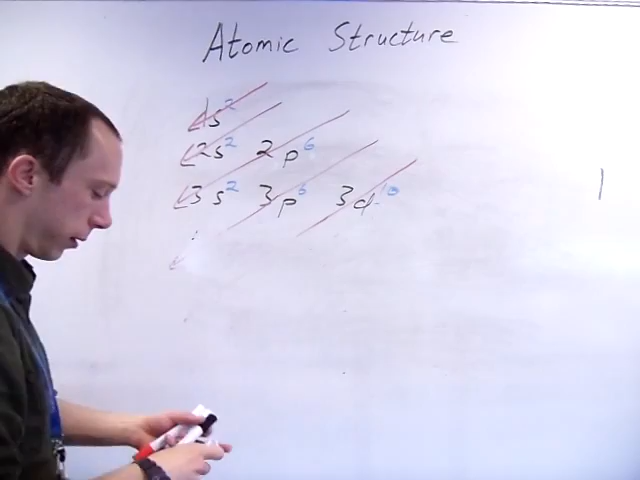 Atomic Structure
1s²
2s² 2p⁶
3s² 3p⁶ 3d¹⁰